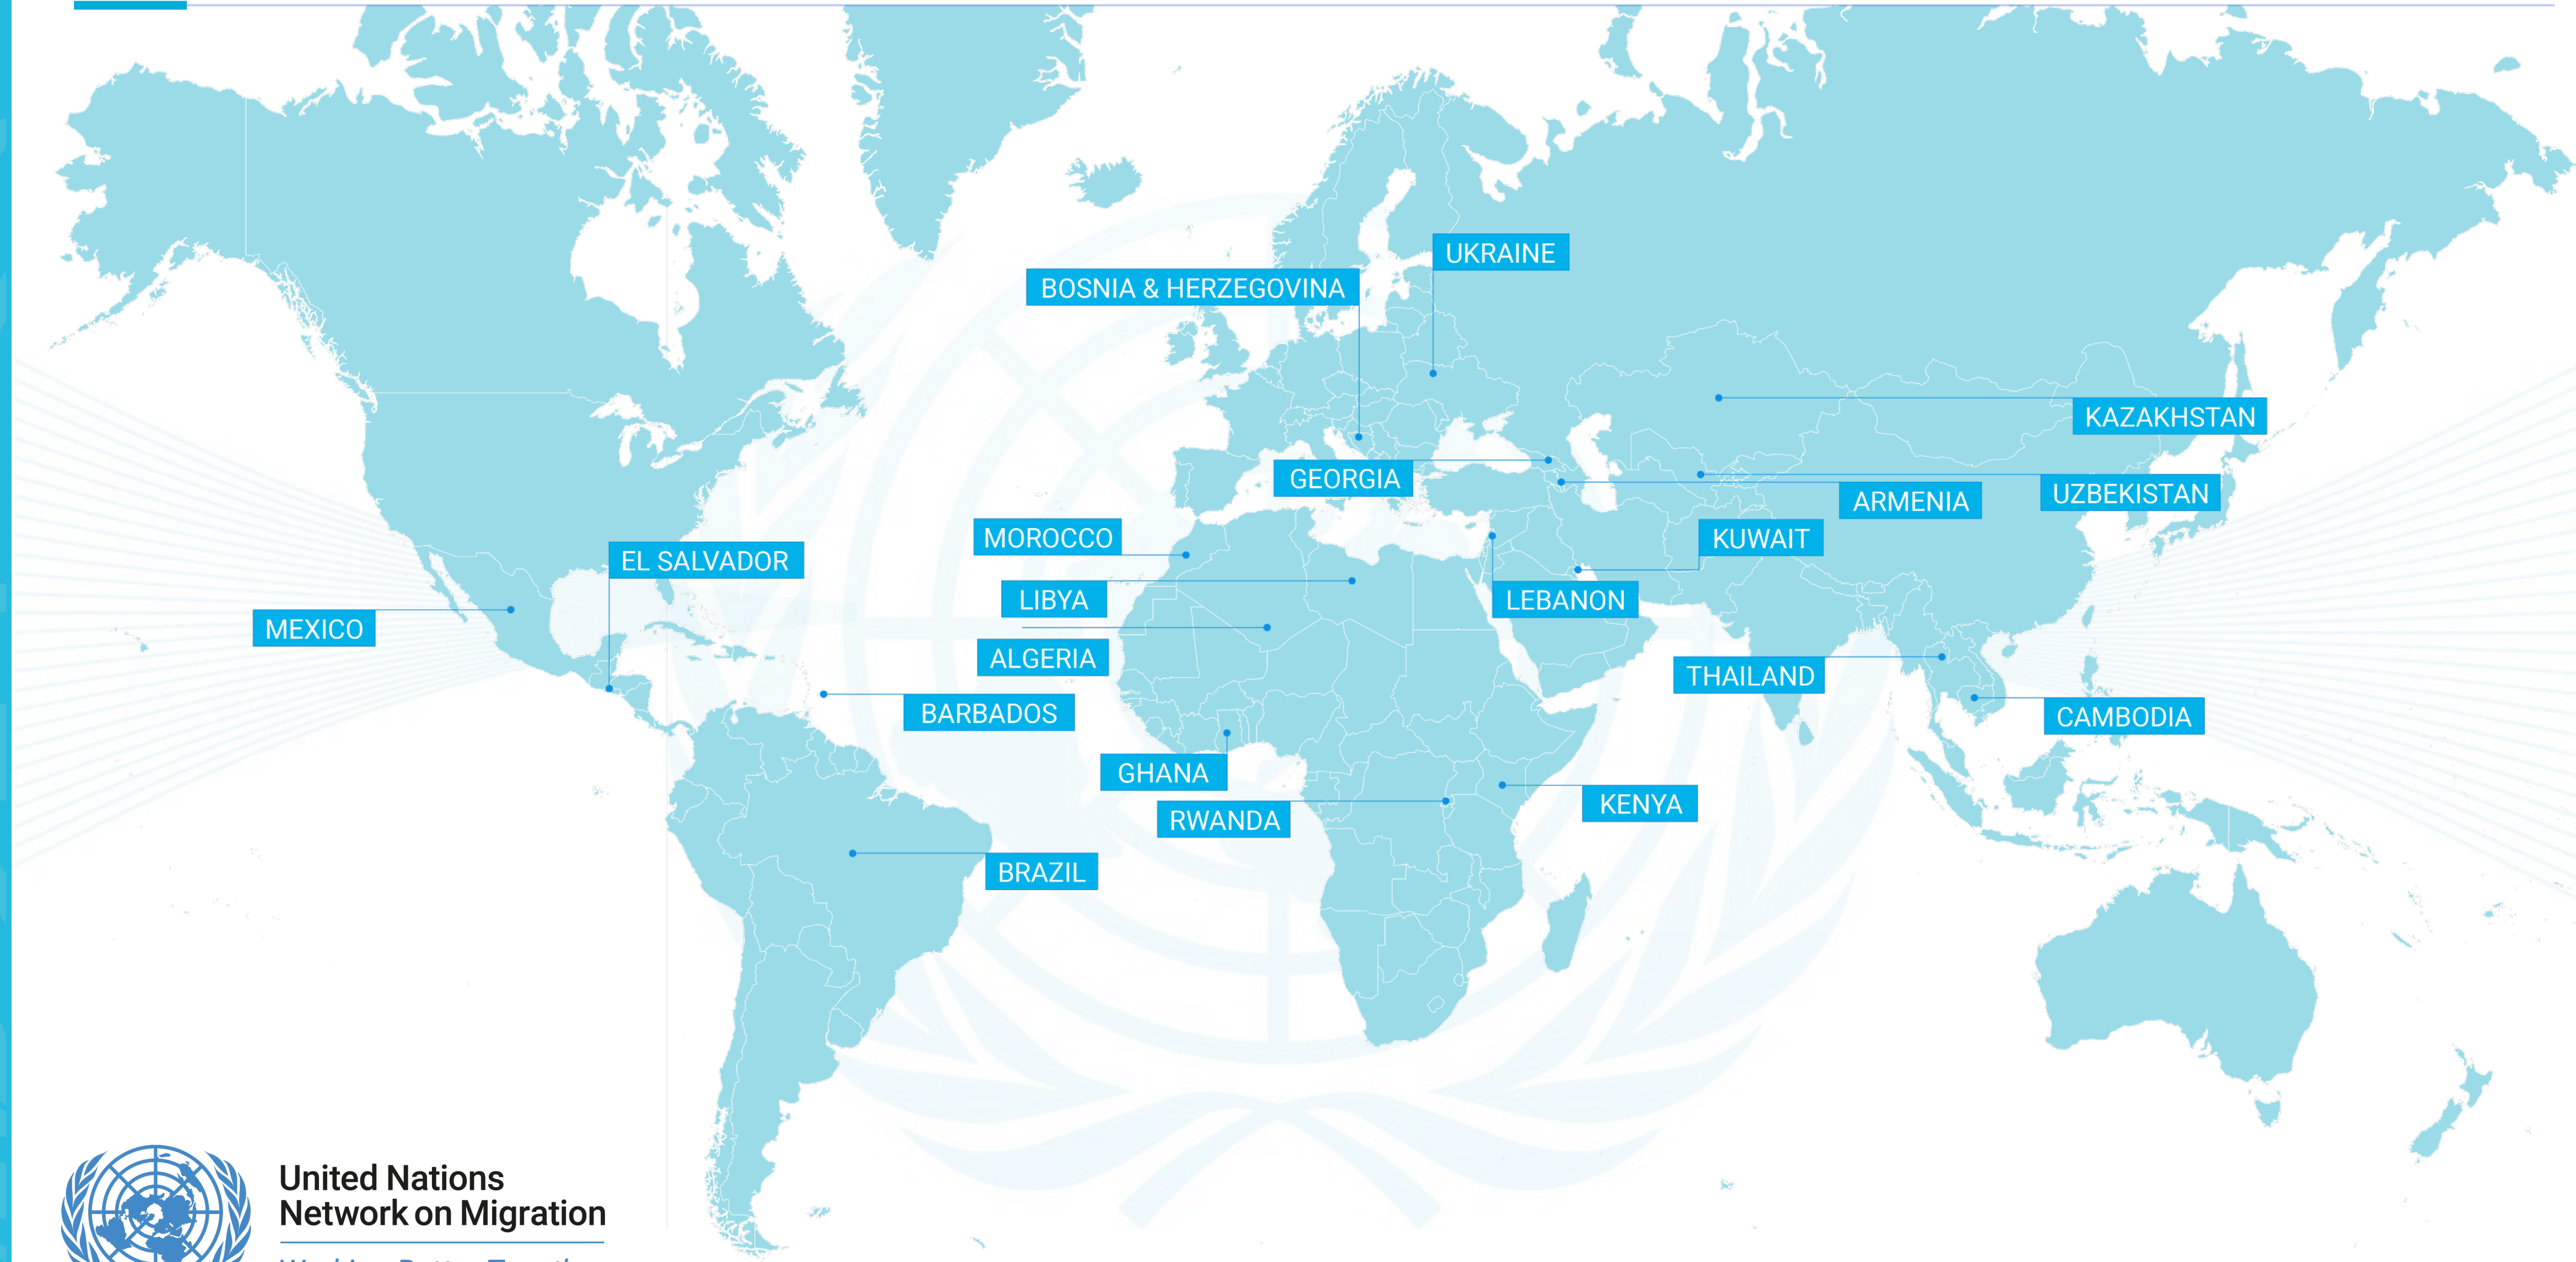 UKRAINE
BOSNIA & HERZEGOVINA
KAZAKHSTAN
GEORGIA
UZBEKISTAN
ARMENIA
MOROCCO
KUWAIT
EL SALVADOR
LIBYA
LEBANON
MEXICO
ALGERIA
THAILAND
BARBADOS
CAMBODIA
GHANA
KENYA
RWANDA
BRAZIL
United Nations
Network on Migration